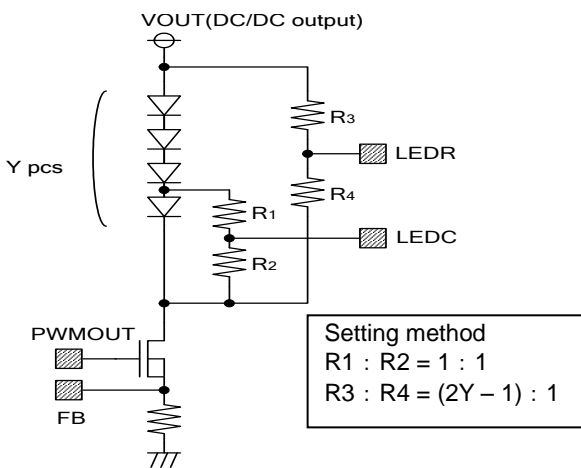 VOUT(DC/DC output)
R3
LEDR
Y pcs
R4
R1
LEDC
R2
PWMOUT
FB
Setting method
R1 : R2 = 1 : 1
R3 : R4 = (2Y – 1) : 1